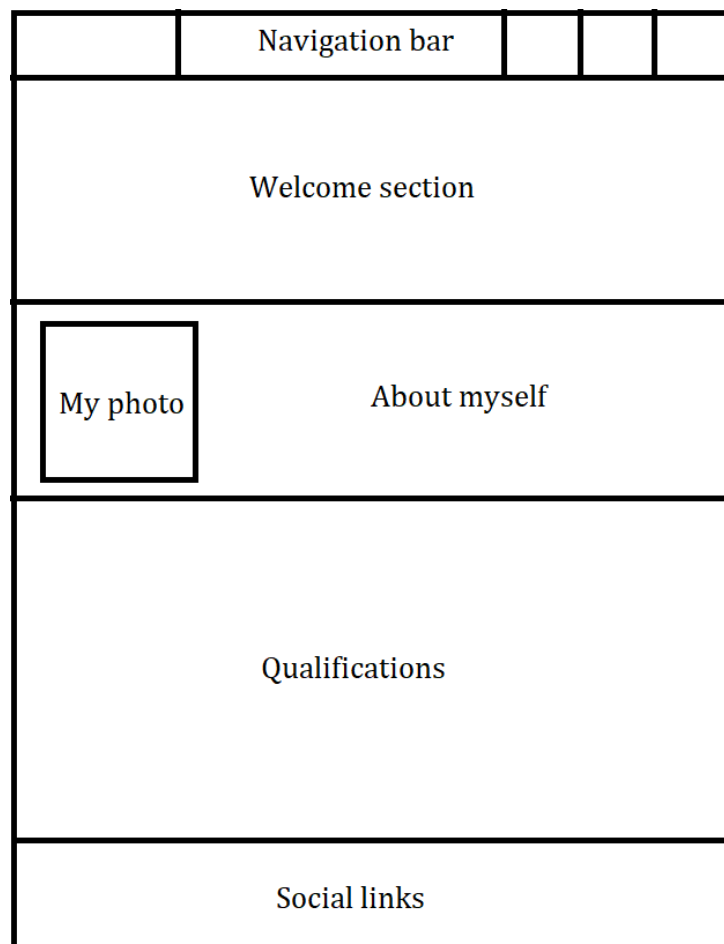 Navigation bar
Welcome section
My photo
About myself
Qualifications
Social links